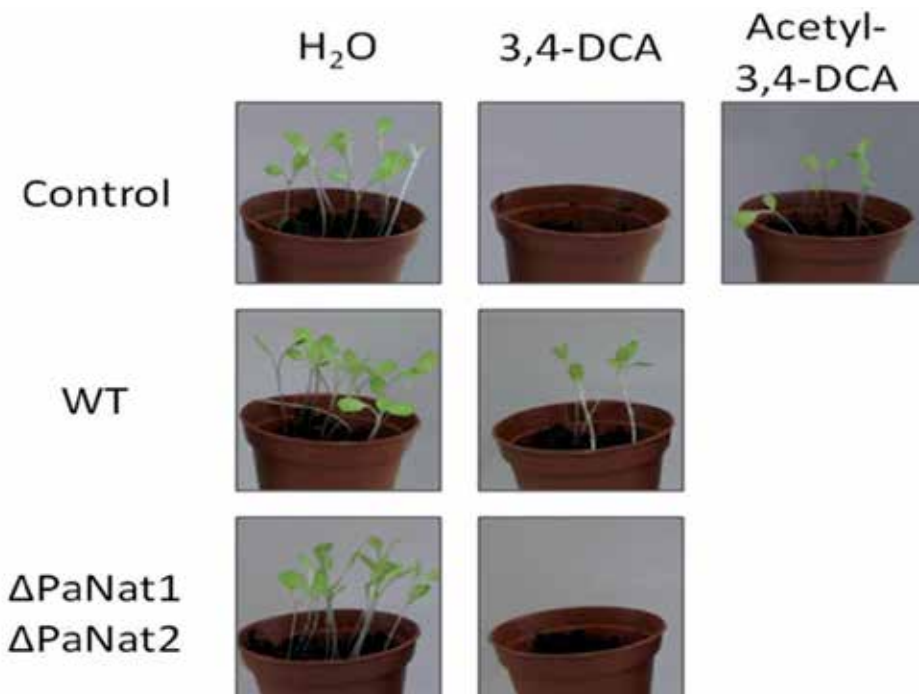 H₂O
3,4-DCA
Acetyl-
3,4-DCA
Control
WT
ΔPaNat1
ΔPaNat2